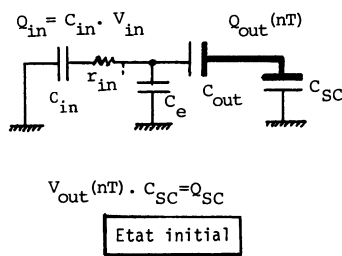 Q_in = C_in . V_in
Q_out(nT)
C_in
r_in
C_e
C_out
C_SC
V_out(nT) . C_SC=Q_SC
Etat initial